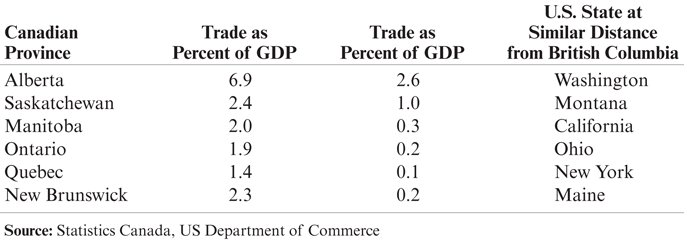 Canadian Province Trade as Percent of GDP Trade as Percent of GDP U.S. State at Similar Distance from British Columbia
Alberta 6.9 2.6 Washington
Saskatchewan 2.4 1.0 Montana
Manitoba 2.0 0.3 California
Ontario 1.9 0.2 Ohio
Quebec 1.4 0.1 New York
New Brunswick 2.3 0.2 Maine
Source: Statistics Canada, US Department of Commerce